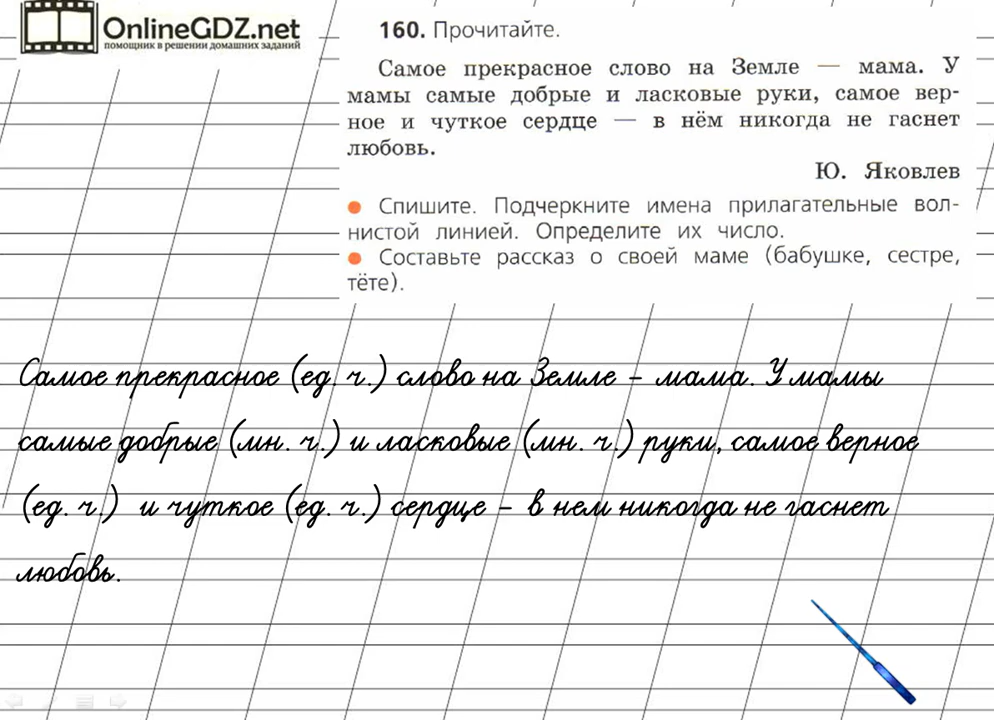 OnlineGDZ.net
помощник в решении домашних заданий
160. Прочитайте.
Самое прекрасное слово на Земле — мама. У
мамы самые добрые и ласковые руки, самое вер-
ное и чуткое сердце — в нём никогда не гаснет
любовь.
Ю. Яковлев
Спишите. Подчеркните имена прилагательные вол-
нистой линией. Определите их число.
Составьте рассказ о своей маме (бабушке, сестре,
тёте).
Самое прекрасное (ед. ч.) слово на Земле – мама. У мамы
самые добрые (мн. ч.) и ласковые (мн. ч.) руки, самое верное
(ед. ч.) и чуткое (ед. ч.) сердце – в нем никогда не гаснет
любовь.